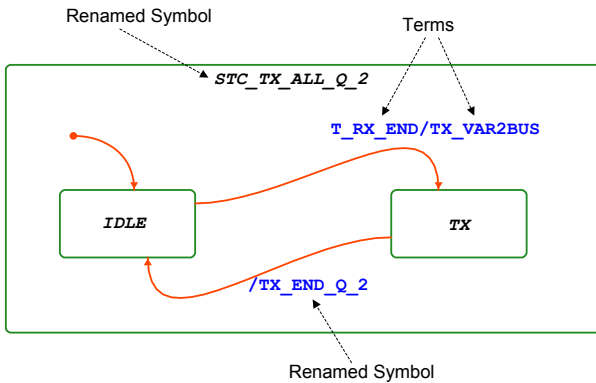 Renamed Symbol
Terms
STC_TX_ALL_Q_2
T_RX_END/TX_VAR2BUS
IDLE
TX
/TX_END_Q_2
Renamed Symbol